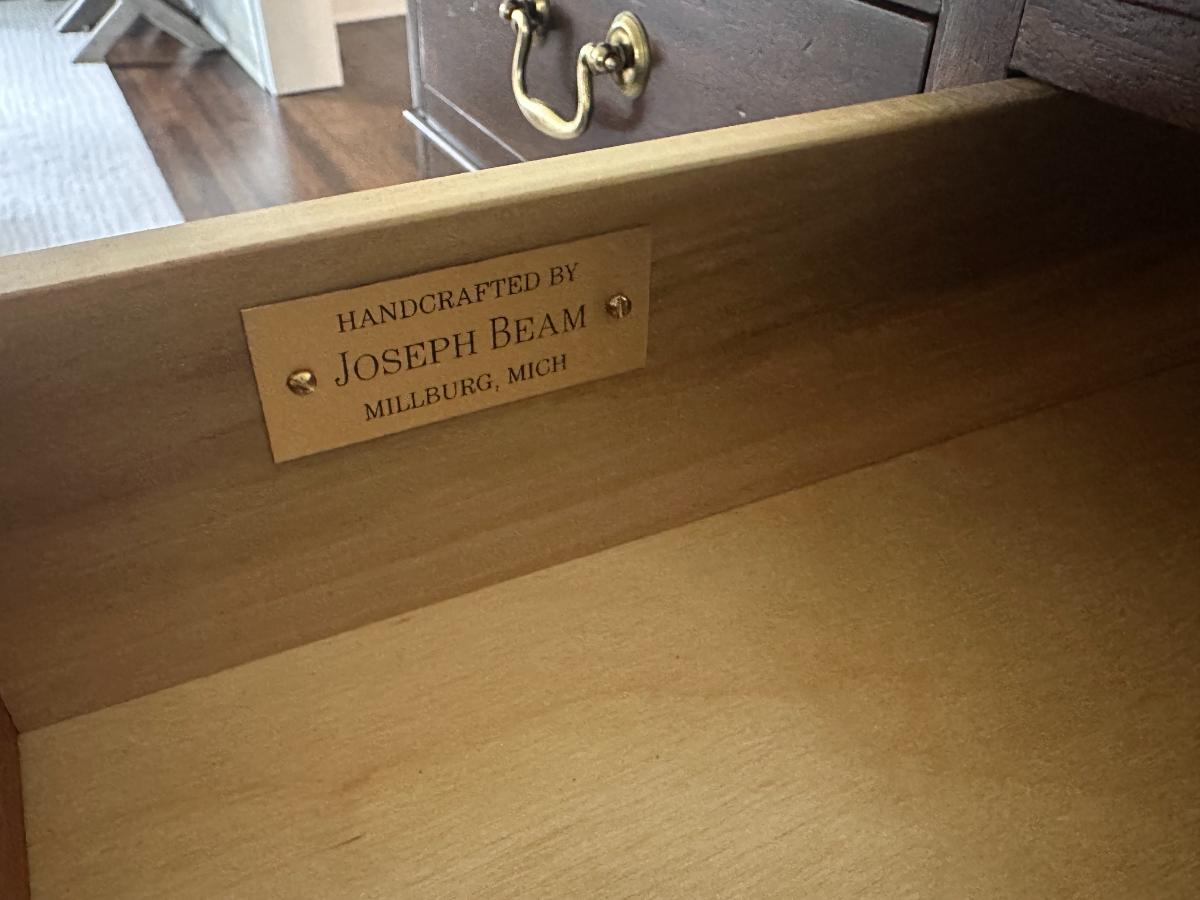 HANDCRAFTED BY
JOSEPH BEAM
MILLBURG, MICH